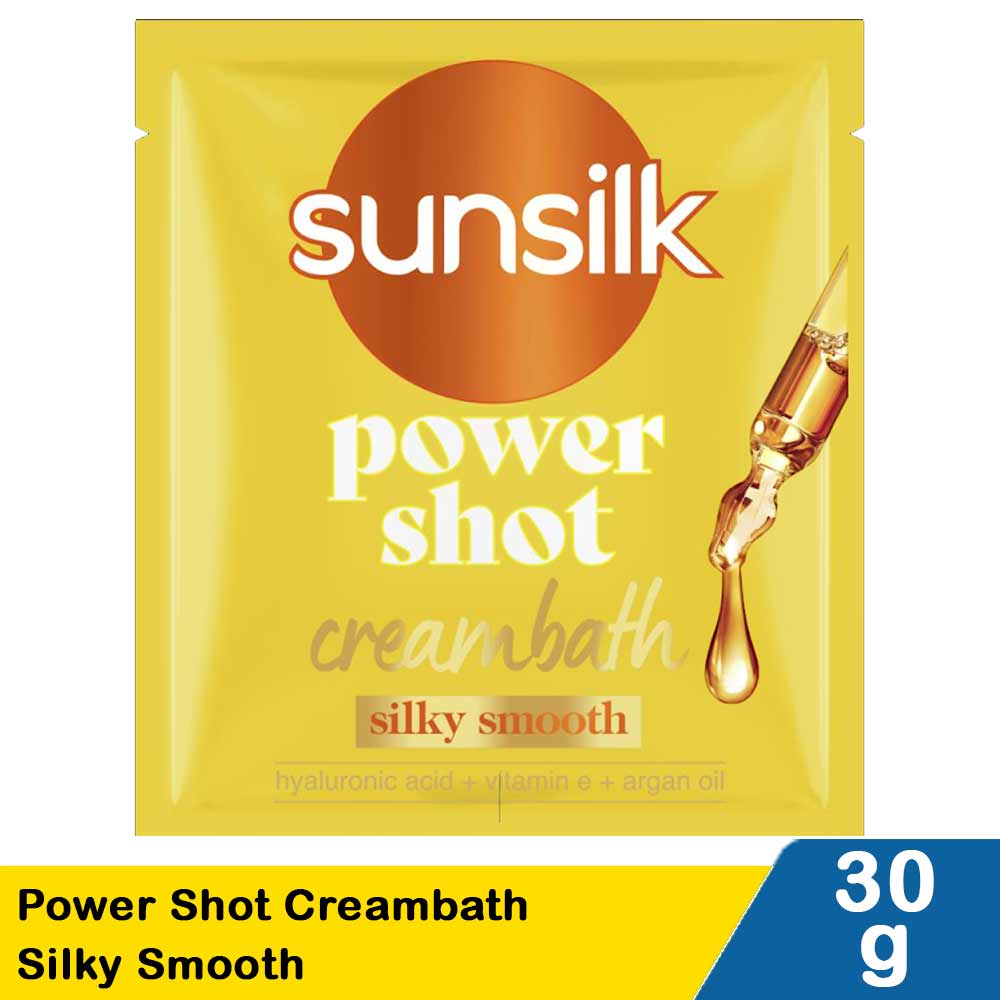 sunsilk
power
shot
creambath
silky smooth
hyaluronic acid + vitamin e + argan oil
Power Shot Creambath
Silky Smooth
30
g